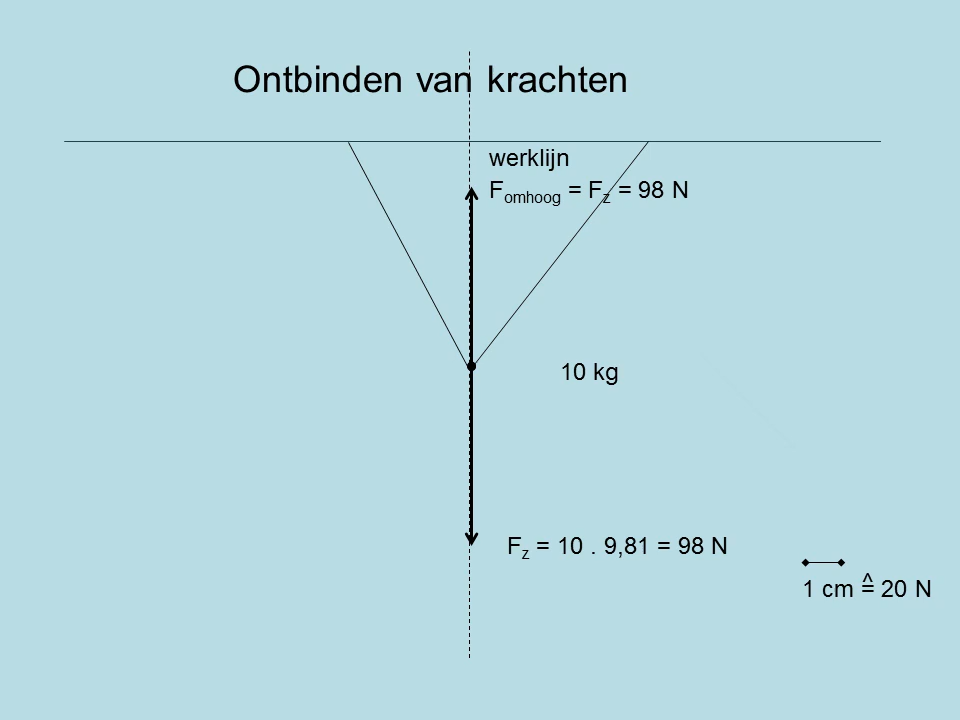 Ontbinden van krachten
werklijn
Fomhoog = Fz = 98 N
10 kg
Fz = 10 . 9,81 = 98 N
^
1 cm = 20 N